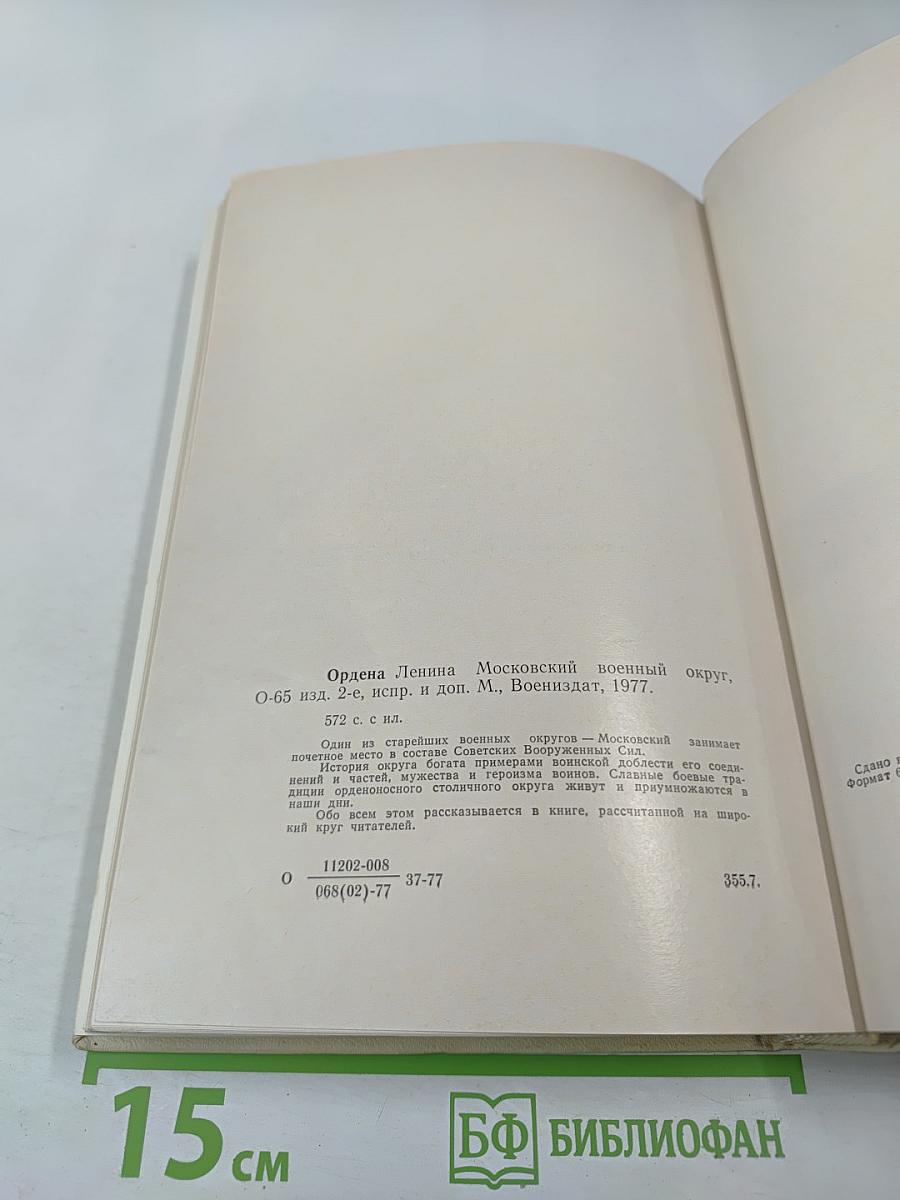 Ордена Ленина Московский военный округ,
О-65 изд. 2-е, испр. и доп. М., Воениздат, 1977.
572 с. с ил.
Один из старейших военных округов — Московский занимает
почетное место в составе Советских Вооруженных Сил.
История округа богата примерами воинской доблести его соеди-
нений и частей, мужества и героизма воинов. Славные боевые тра-
диции орденоносного столичного округа живут и приумножаются в
наши дни.
Обо всем этом рассказывается в книге, рассчитанной на широ-
кий круг читателей.
О 11202-008
068(02)-77 37-77
355.7.
Сдано
Формат
15 см
БФ БИБЛИОФАН